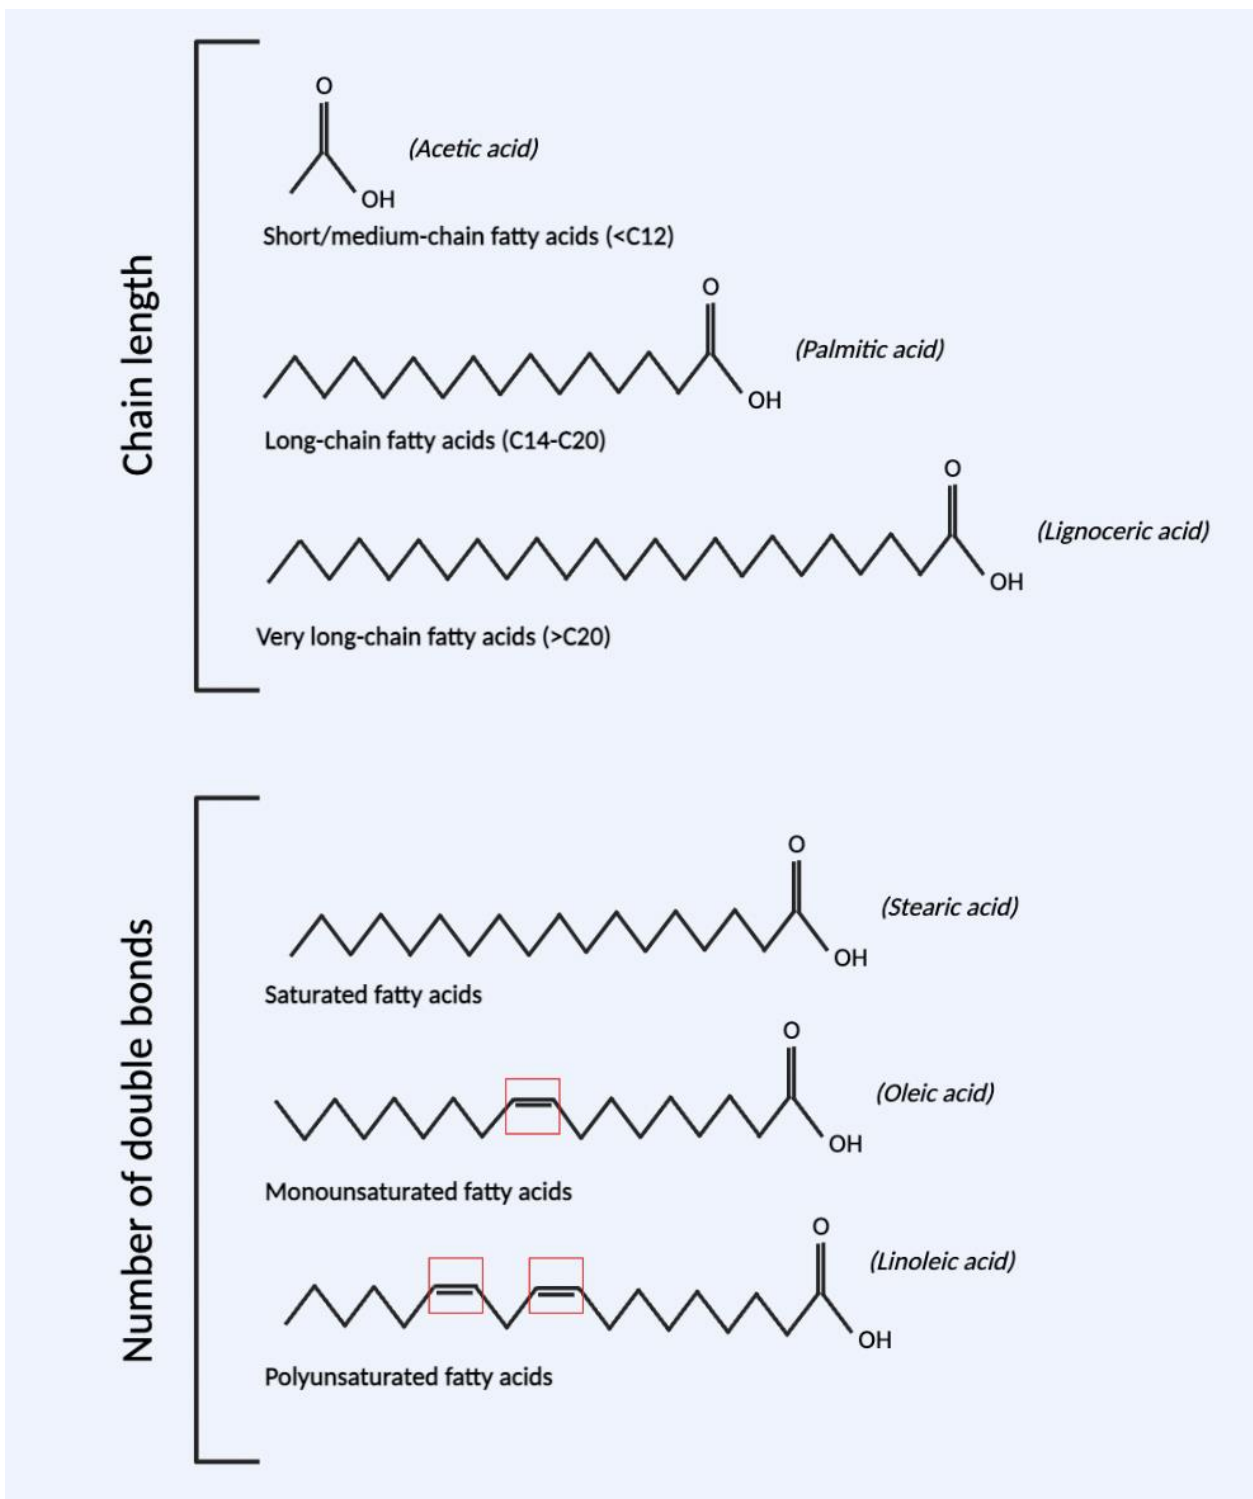 Chain length
O
(Acetic acid)
OH
Short/medium-chain fatty acids (<C12)
O
(Palmitic acid)
OH
Long-chain fatty acids (C14-C20)
O
(Lignoceric acid)
OH
Very long-chain fatty acids (>C20)
Number of double bonds
O
(Stearic acid)
OH
Saturated fatty acids
O
(Oleic acid)
OH
Monounsaturated fatty acids
O
(Linoleic acid)
OH
Polyunsaturated fatty acids